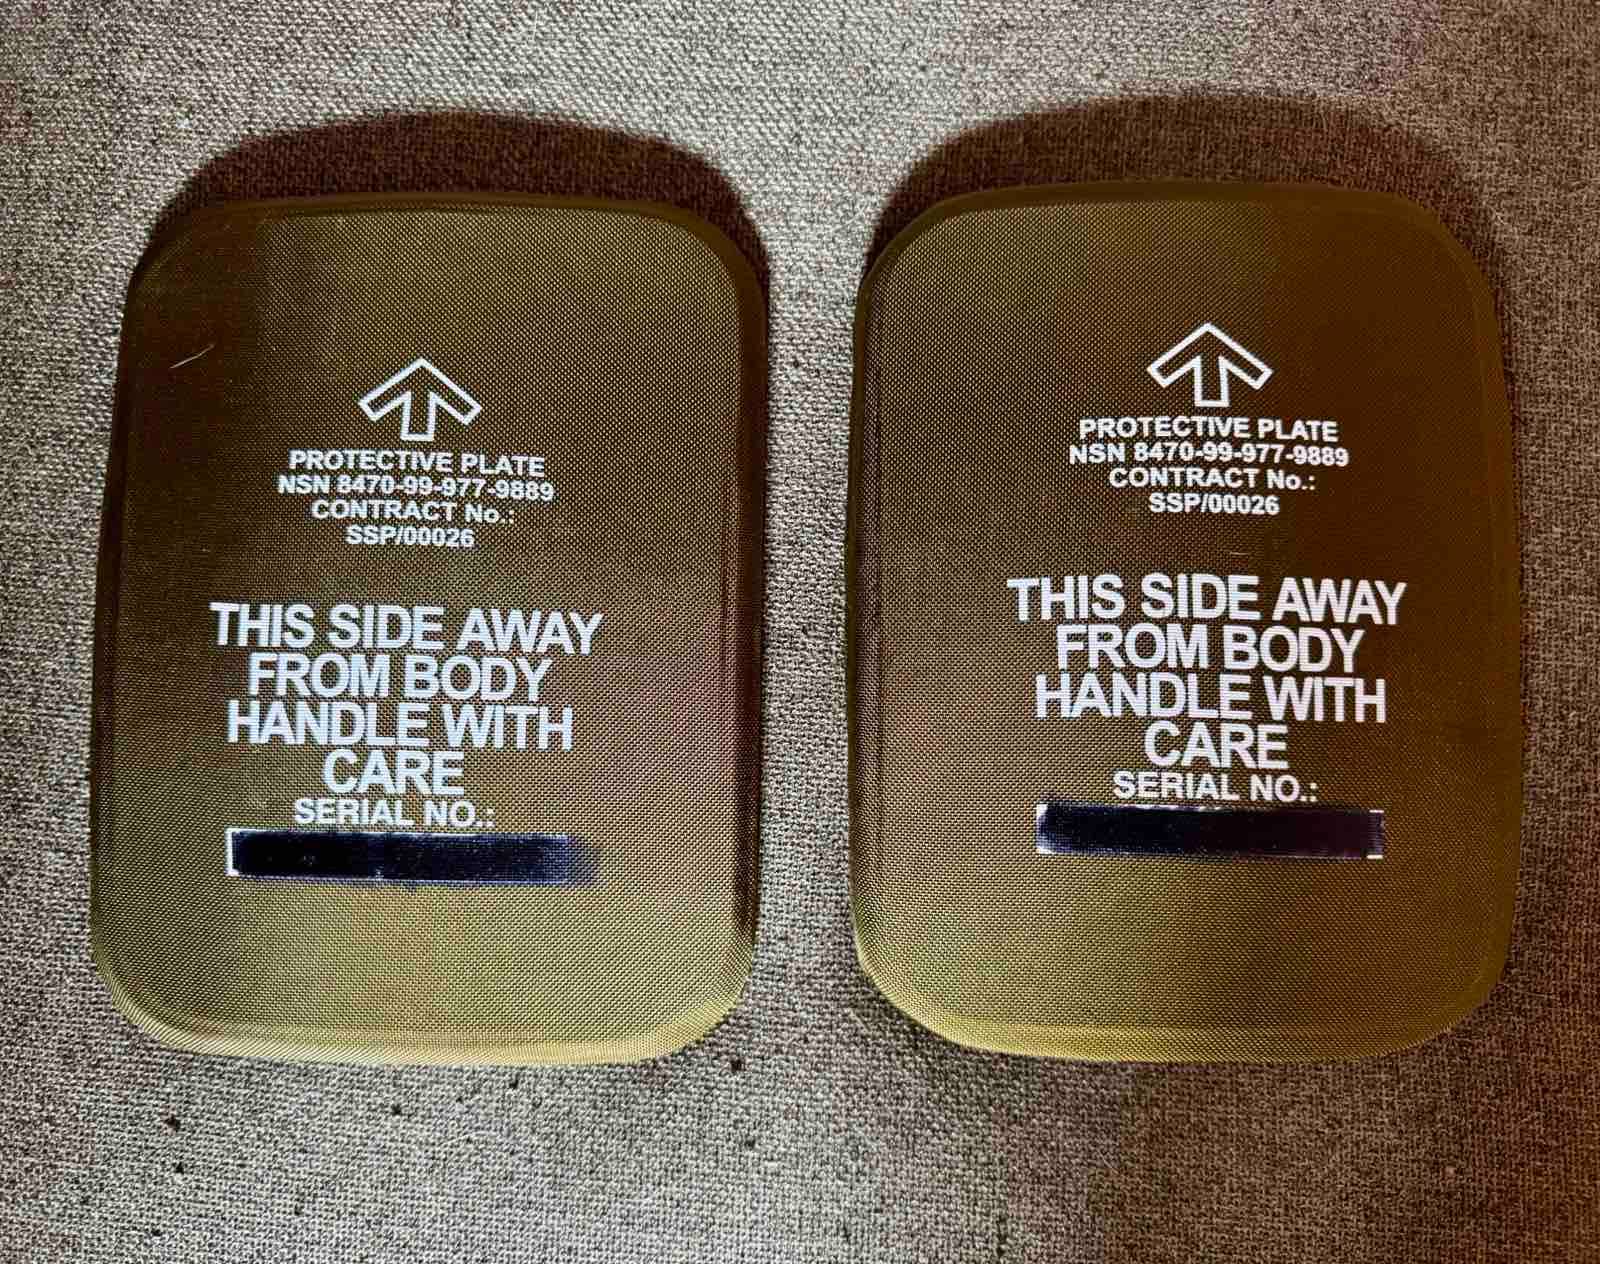 PROTECTIVE PLATE
NSN 8470-99-977-9889
CONTRACT No.:
SSP/00026
THIS SIDE AWAY
FROM BODY
HANDLE WITH
CARE
SERIAL NO.:
PROTECTIVE PLATE
NSN 8470-99-977-9889
CONTRACT No.:
SSP/00026
THIS SIDE AWAY
FROM BODY
HANDLE WITH
CARE
SERIAL NO.: